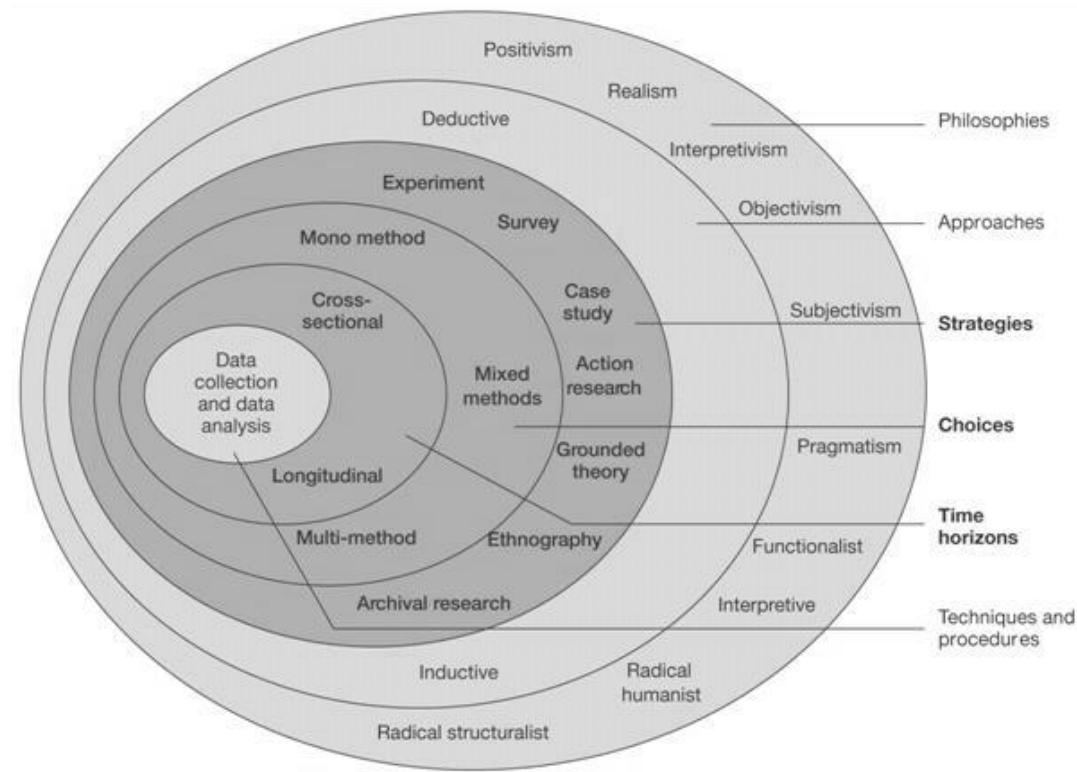 Positivism
Realism
Philosophies
Deductive
Interpretivism
Experiment
Objectivism
Survey
Approaches
Mono method
Case
study
Cross-
sectional
Subjectivism
Strategies
Data
collection
and data
analysis
Mixed
methods
Action
research
Choices
Pragmatism
Grounded
theory
Longitudinal
Time
horizons
Multi-method
Ethnography
Functionalist
Archival research
Interpretive
Techniques and
procedures
Inductive
Radical
humanist
Radical structuralist